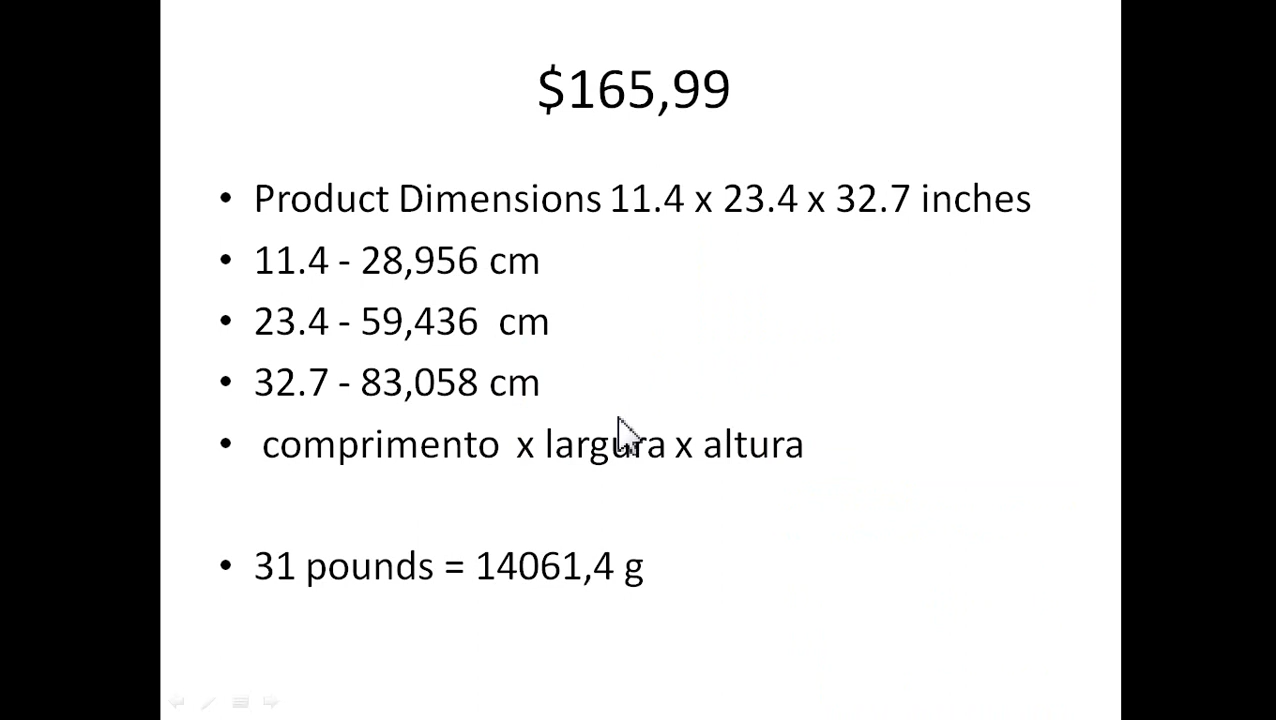 $165,99
• Product Dimensions 11.4 x 23.4 x 32.7 inches
• 11.4 - 28,956 cm
• 23.4 - 59,436 cm
• 32.7 - 83,058 cm
• comprimento x largura x altura
• 31 pounds = 14061,4 g